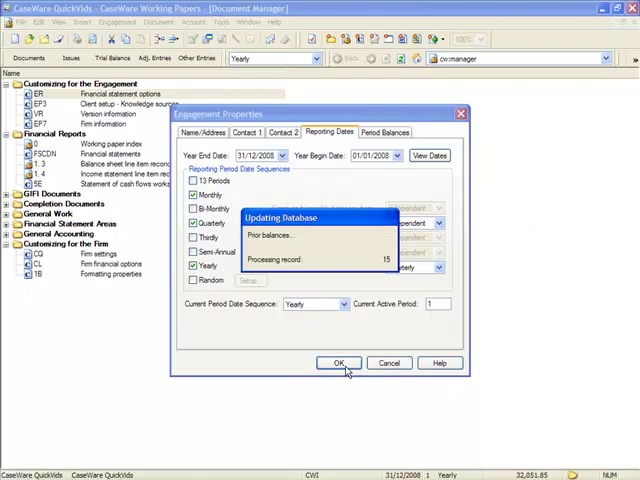 CaseWare QuickVids - CaseWare Working Papers - [Document Manager]
File Edit View Insert Engagement Document Account Tools Window Help
100%
Documents Issues Trial Balance Adj. Entries Other Entries Yearly Back cw:manager
Name
Customizing for the Engagement
ER Financial statement options
EP3 Client setup - Knowledge sources
VR Version information
EP7 Firm information
Financial Reports
0 Working paper index
FSCDN Financial statements
1. 3 Balance sheet line item recon
1. 4 Income statement line item rec
5E Statement of cash flows works
GIFI Documents
Completion Documents
General Work
Financial Statement Areas
General Accounting
Customizing for the Firm
CQ Firm settings
CL Firm financial options
1B Formatting properties
Engagement Properties
Name/Address Contact 1 Contact 2 Reporting Dates Period Balances
Year End Date: 31/12/2008 Year Begin Date: 01/01/2008 View Dates
Reporting Period Date Sequences
13 Periods
Monthly
Bi-Monthly
Quarterly
Thirdly
Semi-Annual
Yearly
Random Setup...
Updating Database
Prior balances...
Processing record: 15
Current Period Date Sequence: Yearly Current Active Period: 1
OK Cancel Help
CaseWare QuickVids CaseWare Working Papers CWI 31/12/2008 1 Yearly 32,051.85 NUM